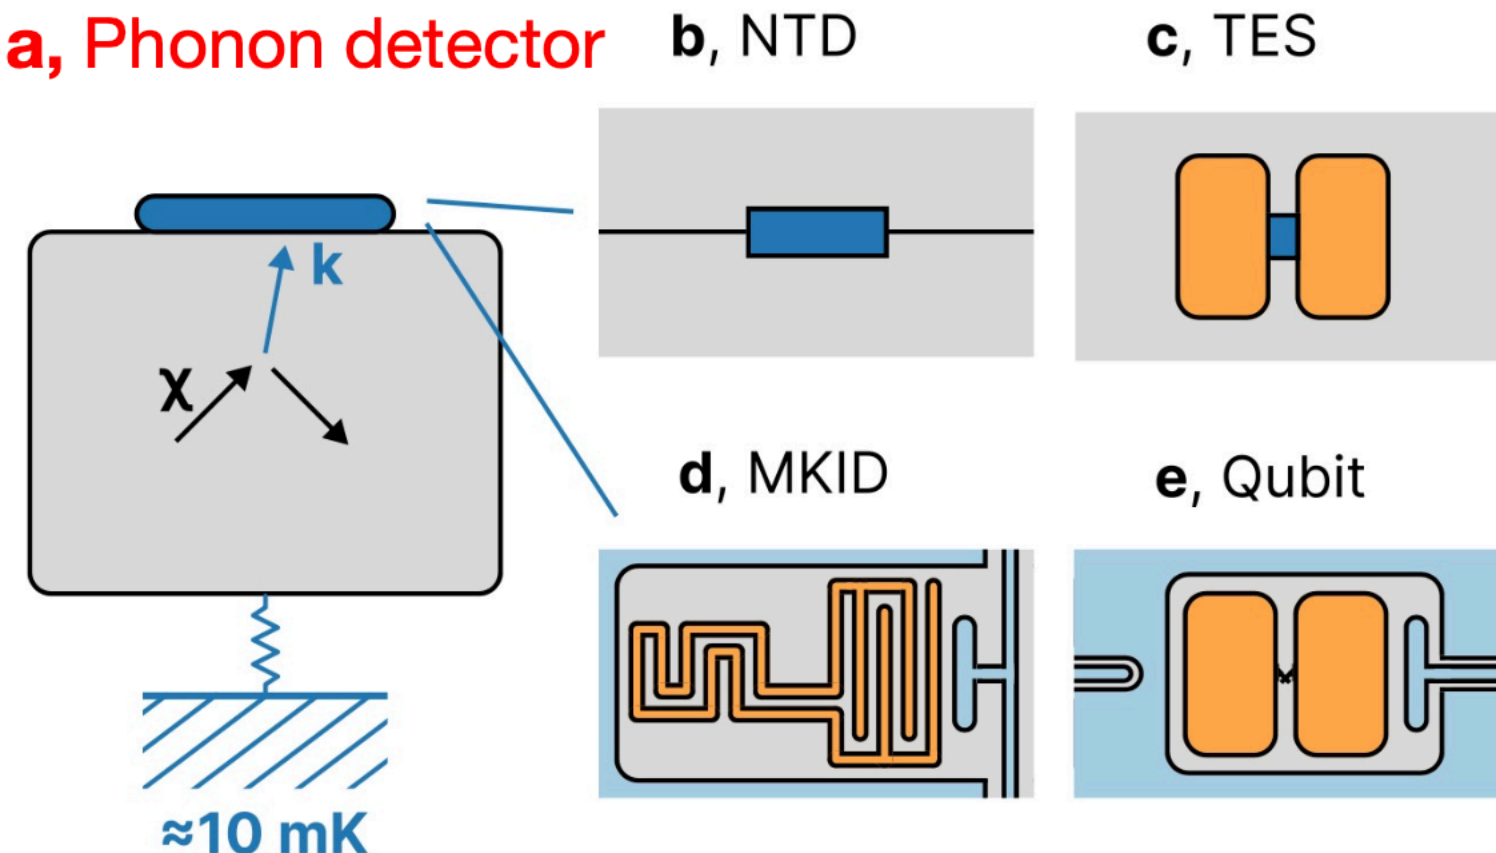 a, Phonon detector
b, NTD
c, TES
k
χ
d, MKID
e, Qubit
≈10 mK